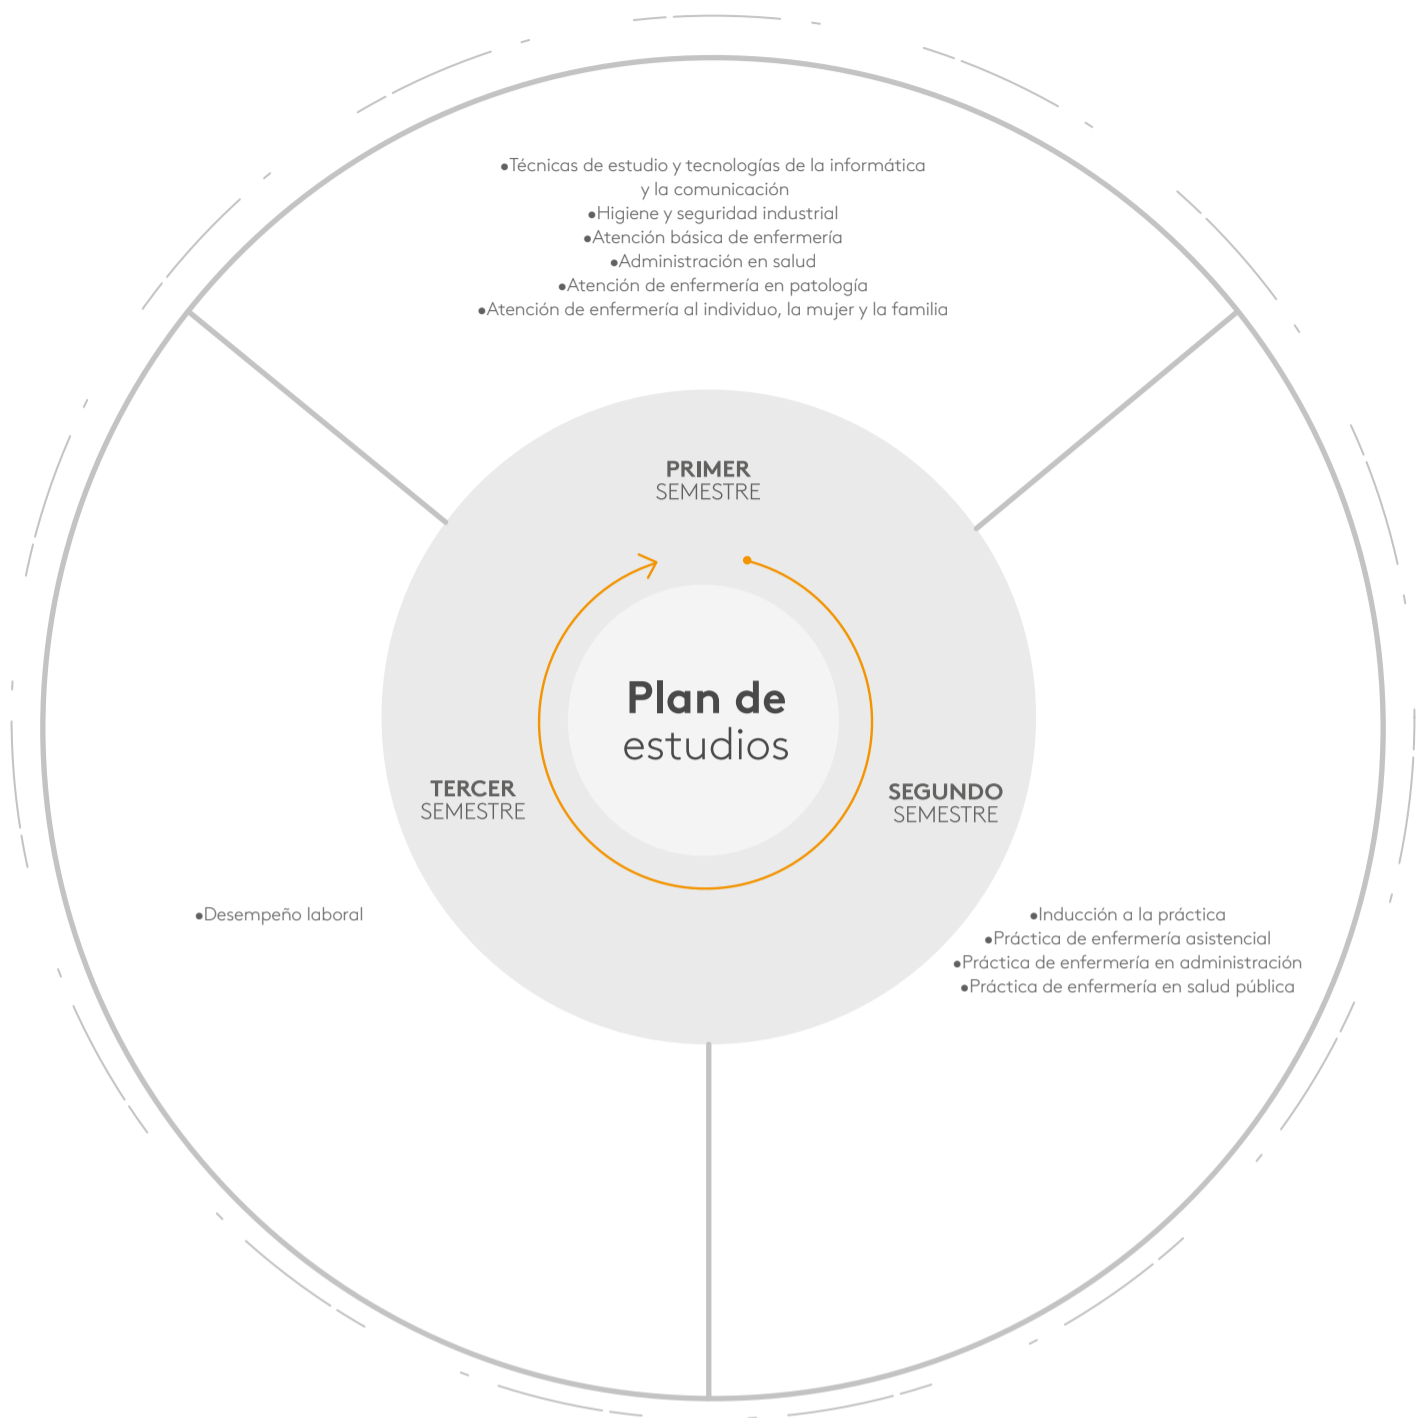 •Técnicas de estudio y tecnologías de la informática
y la comunicación
•Higiene y seguridad industrial
•Atención básica de enfermería
•Administración en salud
•Atención de enfermería en patología
•Atención de enfermería al individuo, la mujer y la familia
PRIMER
SEMESTRE
Plan de
estudios
TERCER
SEMESTRE
SEGUNDO
SEMESTRE
•Desempeño laboral
•Inducción a la práctica
•Práctica de enfermería asistencial
•Práctica de enfermería en administración
•Práctica de enfermería en salud pública